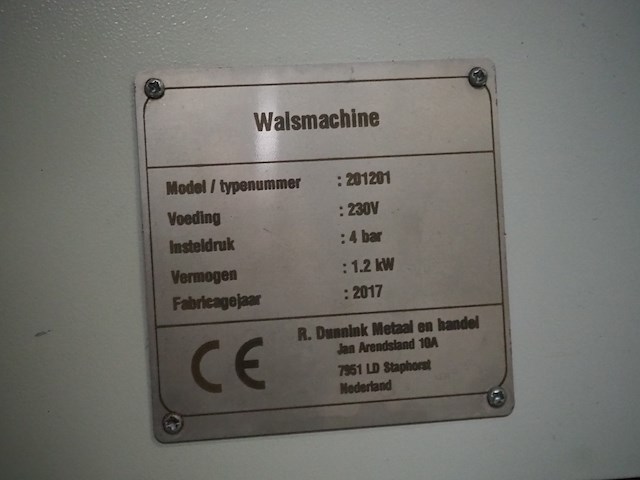 Walsmachine
Model / typenummer : 201201
Voeding : 230V
Insteldruk : 4 bar
Vermogen : 1.2 kW
Fabricagejaar : 2017
CE
R. Dunnink Metaal en handel
Jan Arendsland 10A
7951 LD Staphorst
Nederland